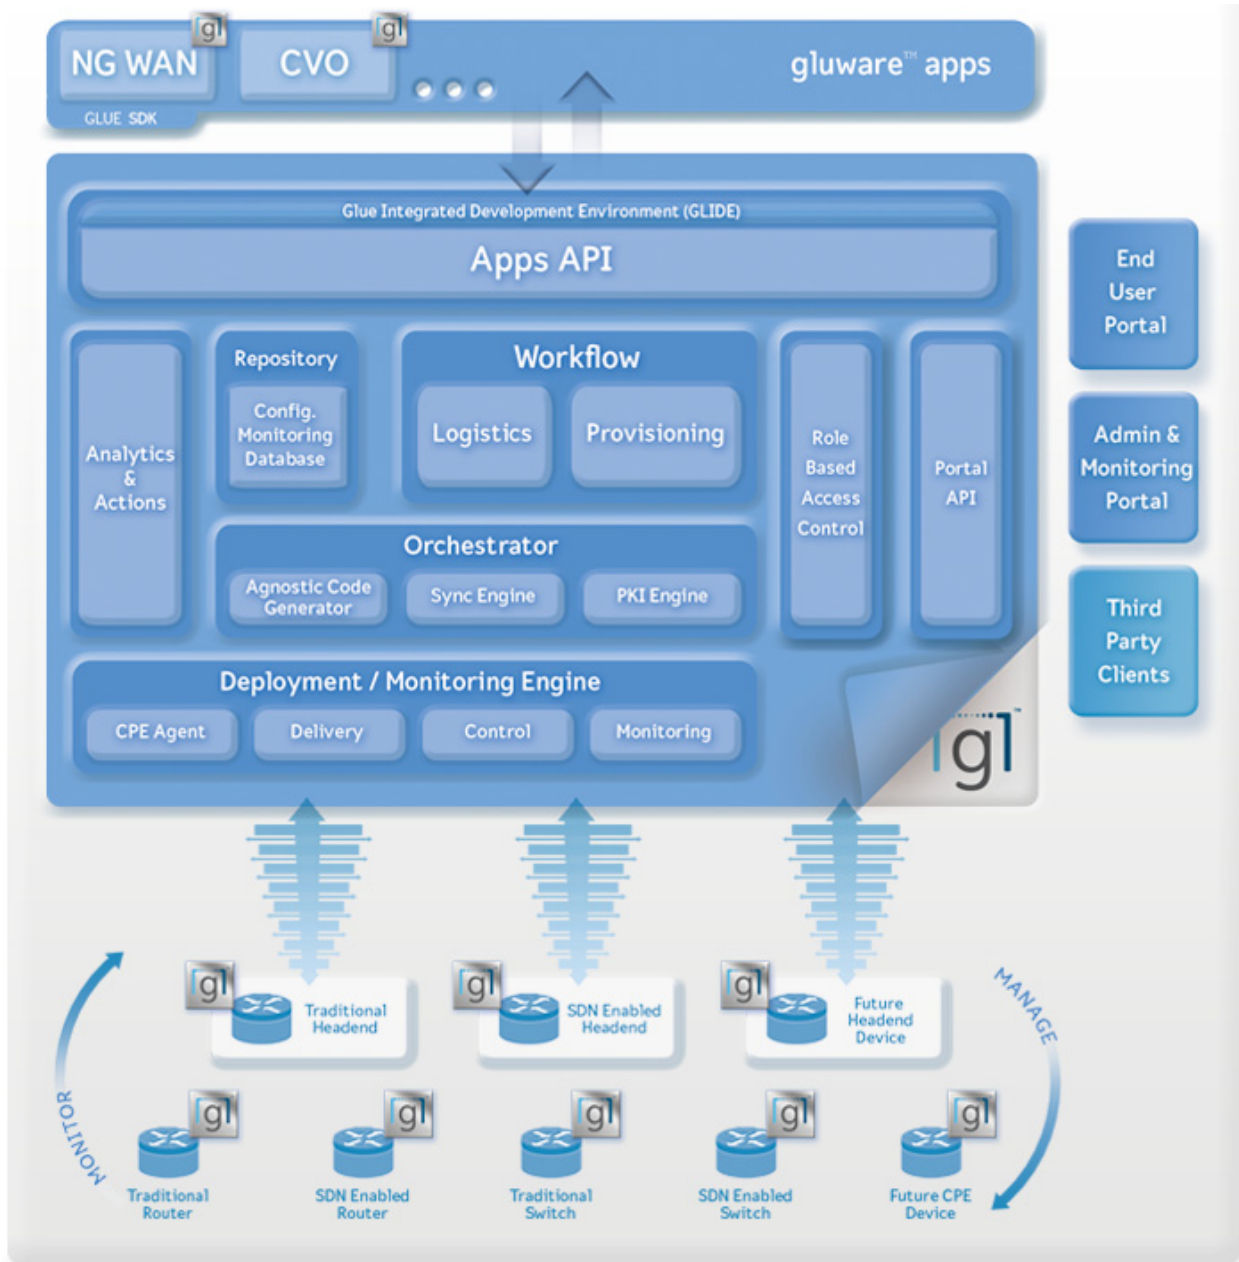 NG WAN
CVO
gluware™ apps
GLUE SDK
Glue Integrated Development Environment (GLIDE)
Apps API
Analytics
&
Actions
Repository
Config.
Monitoring
Database
Workflow
Logistics
Provisioning
Role
Based
Access
Control
Portal
API
Orchestrator
Agnostic Code
Generator
Sync Engine
PKI Engine
Deployment / Monitoring Engine
CPE Agent
Delivery
Control
Monitoring
End
User
Portal
Admin &
Monitoring
Portal
Third
Party
Clients
gl™
gl
gl
gl
Traditional
Headend
gl
SDN Enabled
Headend
gl
Future
Headend
Device
MONITOR
MANAGE
gl
Traditional
Router
gl
SDN Enabled
Router
gl
Traditional
Switch
gl
SDN Enabled
Switch
gl
Future CPE
Device